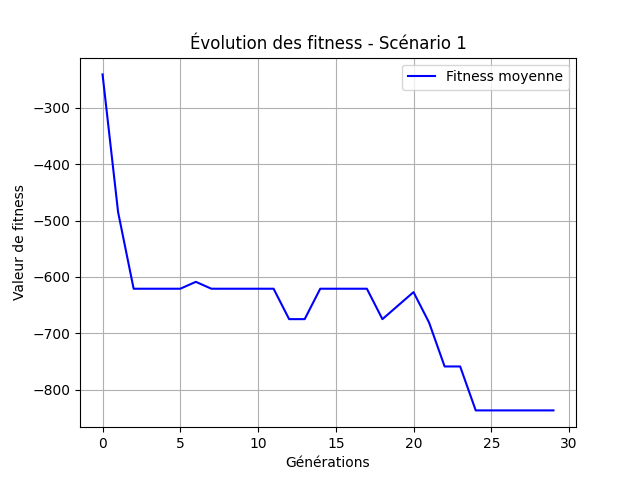 Évolution des fitness - Scénario 1
Fitness moyenne
Valeur de fitness
−300
−400
−500
−600
−700
−800
0 5 10 15 20 25 30
Générations